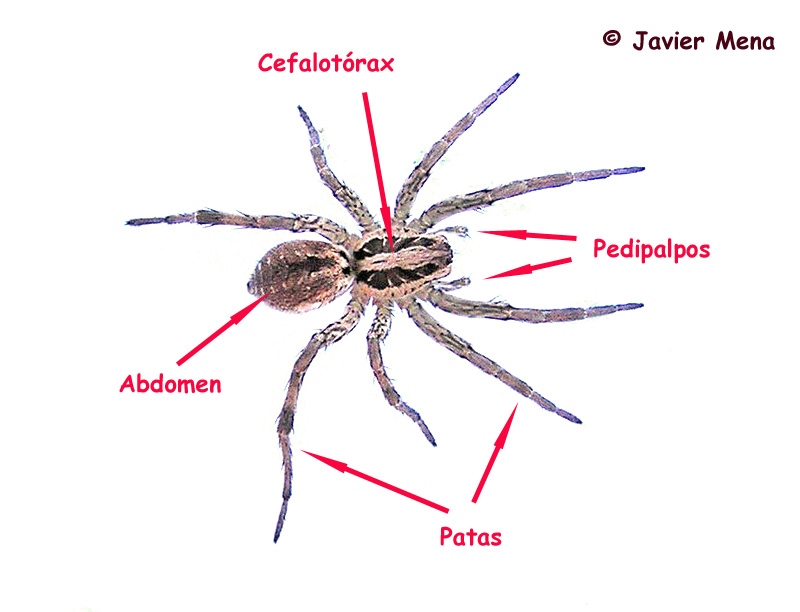 © Javier Mena
Cefalotórax
Pedipalpos
Abdomen
Patas